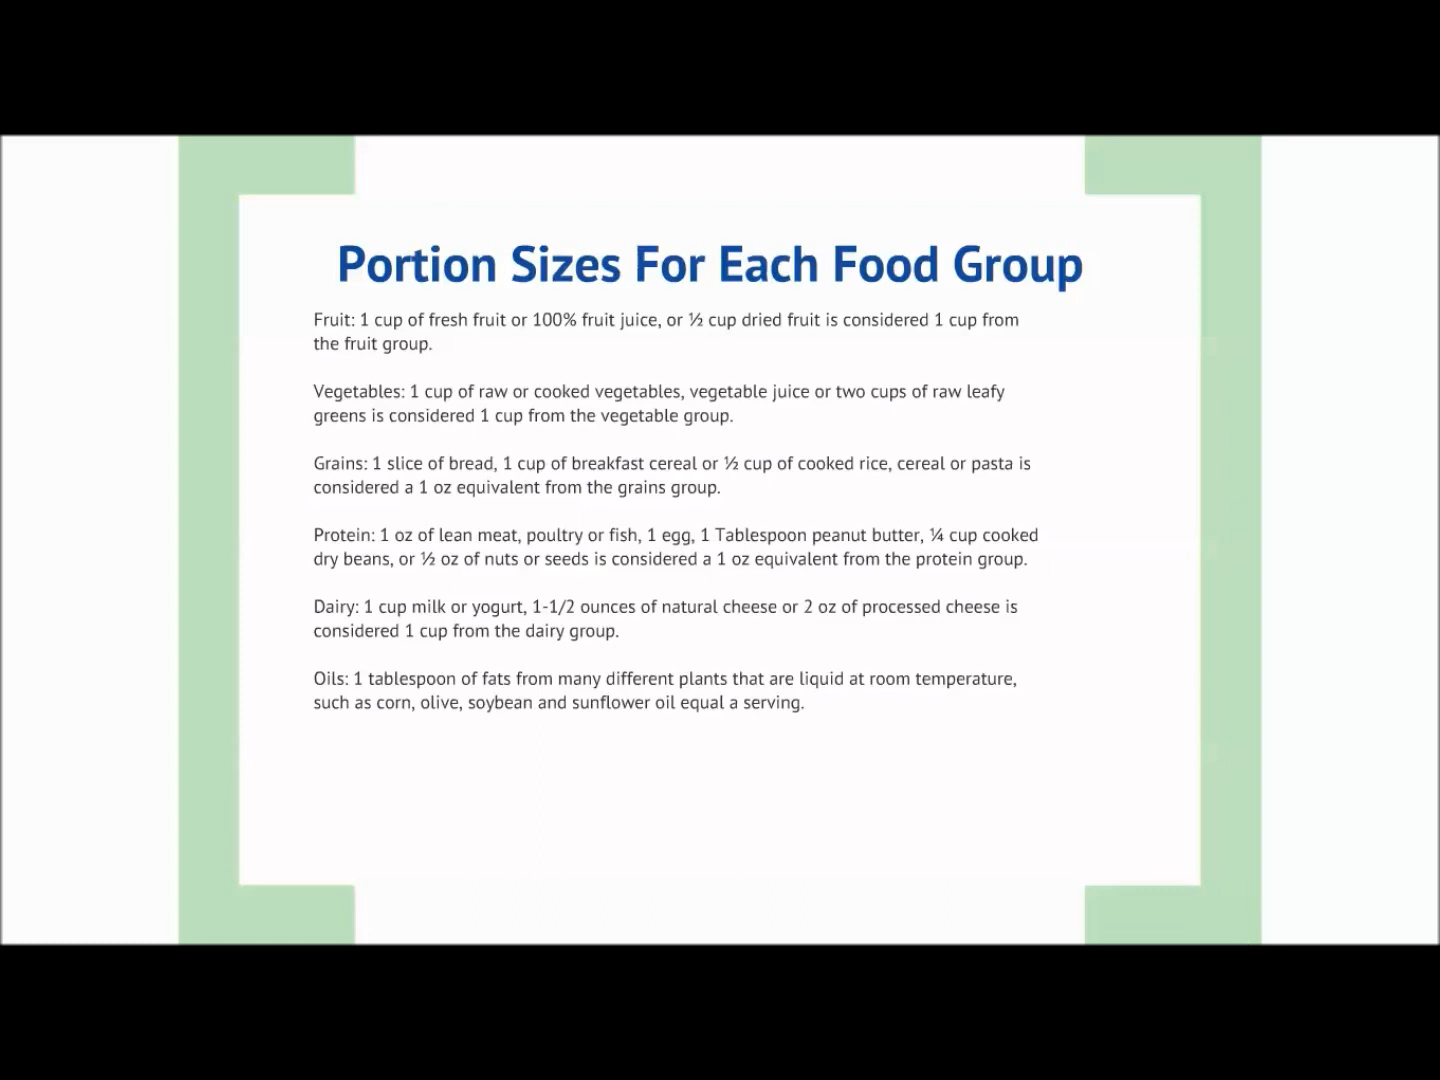 Portion Sizes For Each Food Group
Fruit: 1 cup of fresh fruit or 100% fruit juice, or ½ cup dried fruit is considered 1 cup from
the fruit group.
Vegetables: 1 cup of raw or cooked vegetables, vegetable juice or two cups of raw leafy
greens is considered 1 cup from the vegetable group.
Grains: 1 slice of bread, 1 cup of breakfast cereal or ½ cup of cooked rice, cereal or pasta is
considered a 1 oz equivalent from the grains group.
Protein: 1 oz of lean meat, poultry or fish, 1 egg, 1 Tablespoon peanut butter, ¼ cup cooked
dry beans, or ½ oz of nuts or seeds is considered a 1 oz equivalent from the protein group.
Dairy: 1 cup milk or yogurt, 1-1/2 ounces of natural cheese or 2 oz of processed cheese is
considered 1 cup from the dairy group.
Oils: 1 tablespoon of fats from many different plants that are liquid at room temperature,
such as corn, olive, soybean and sunflower oil equal a serving.